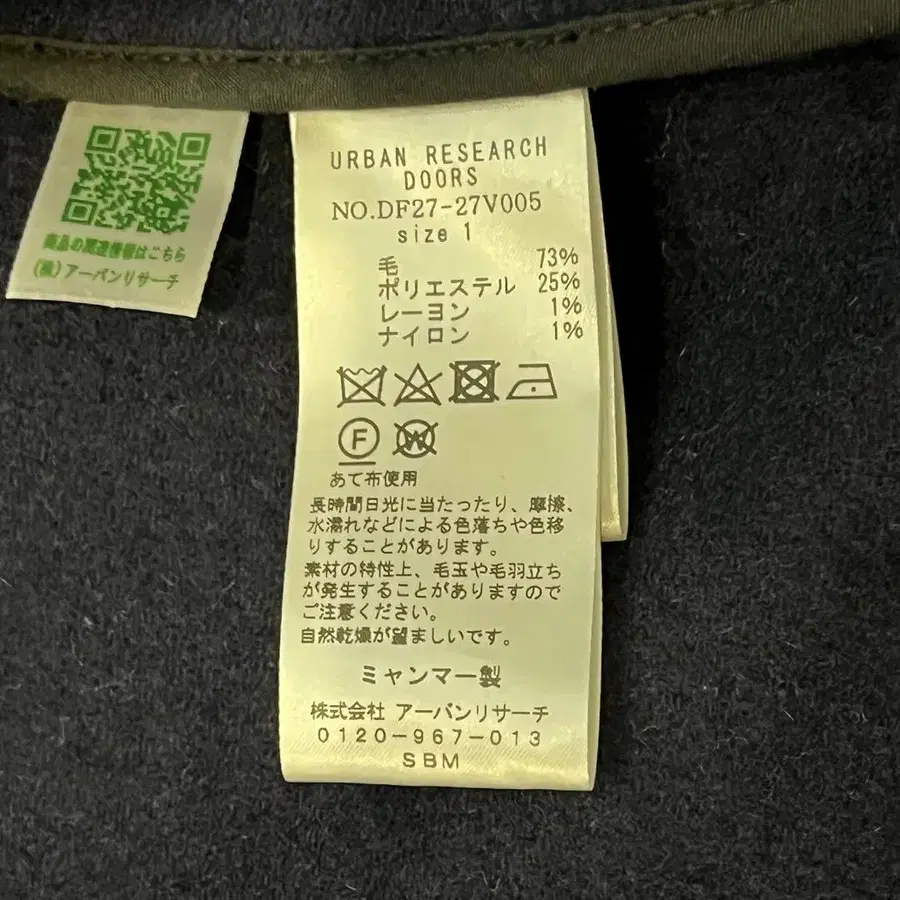 商品の関連情報はこちら
(株)アーバンリサーチ
URBAN RESEARCH
DOORS
NO.DF27-27V005
size 1
毛 73%
ポリエステル 25%
レーヨン 1%
ナイロン 1%
F W
あて布使用
長時間日光に当たったり、摩擦、
水濡れなどによる色落ちや色移
りすることがあります。
素材の特性上、毛玉や毛羽立ち
が発生することがありますので
ご注意ください。
自然乾燥が望ましいです。
ミャンマー製
株式会社 アーバンリサーチ
0120-967-013
SBM